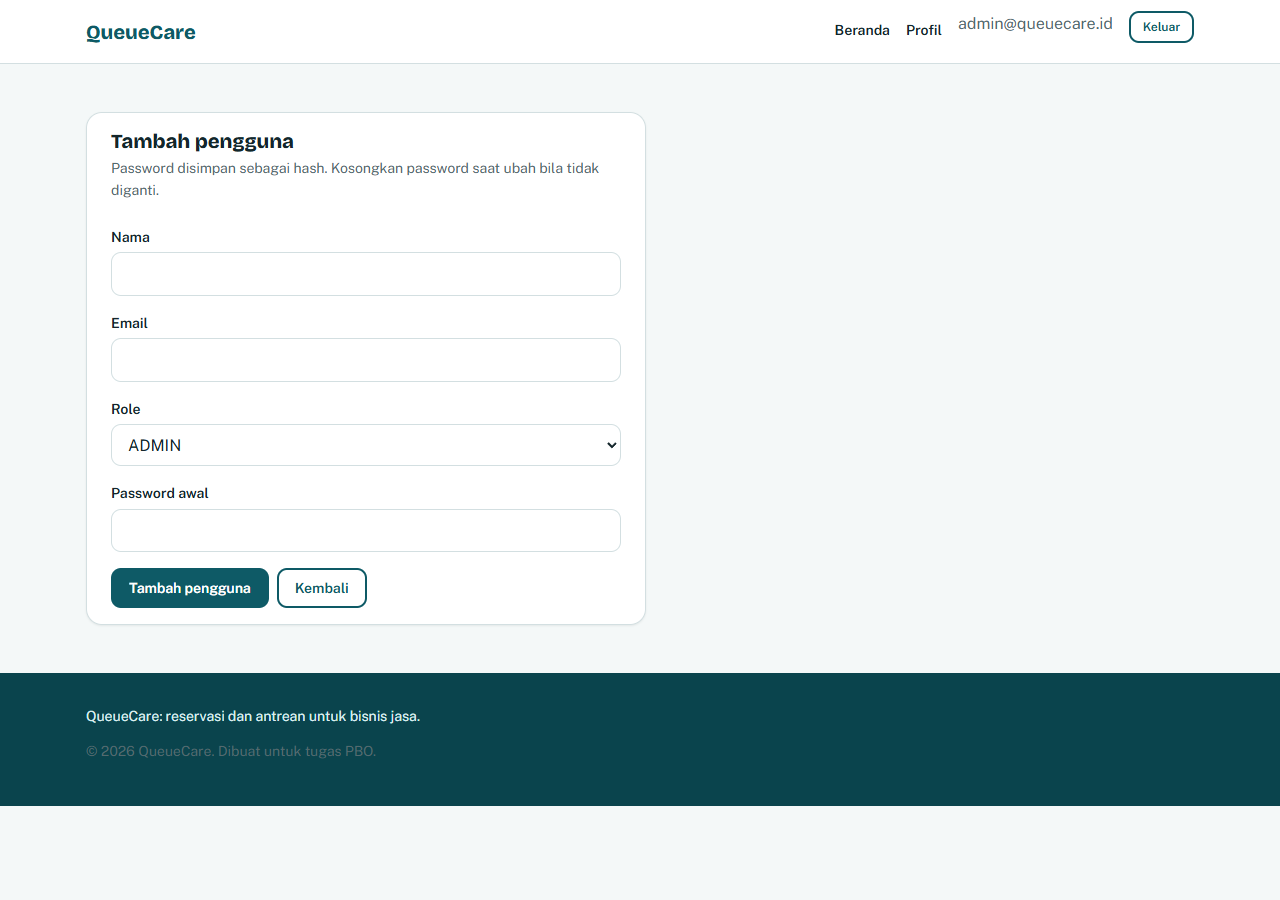 QueueCare
Beranda Profil admin@queuecare.id Keluar
Tambah pengguna
Password disimpan sebagai hash. Kosongkan password saat ubah bila tidak
diganti.
Nama
Email
Role
ADMIN
Password awal
Tambah pengguna Kembali
QueueCare: reservasi dan antrean untuk bisnis jasa.
© 2026 QueueCare. Dibuat untuk tugas PBO.